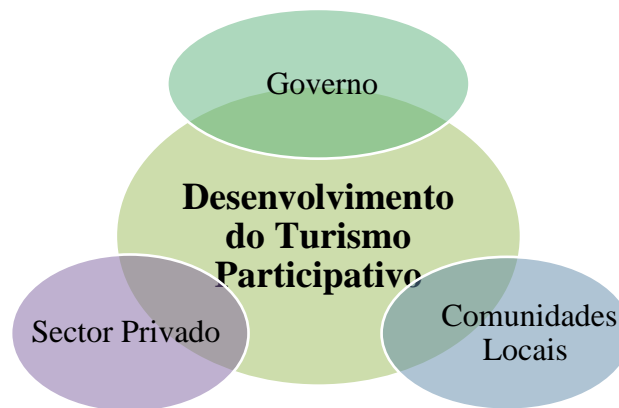 Governo
Desenvolvimento
do Turismo
Participativo
Sector Privado
Comunidades
Locais